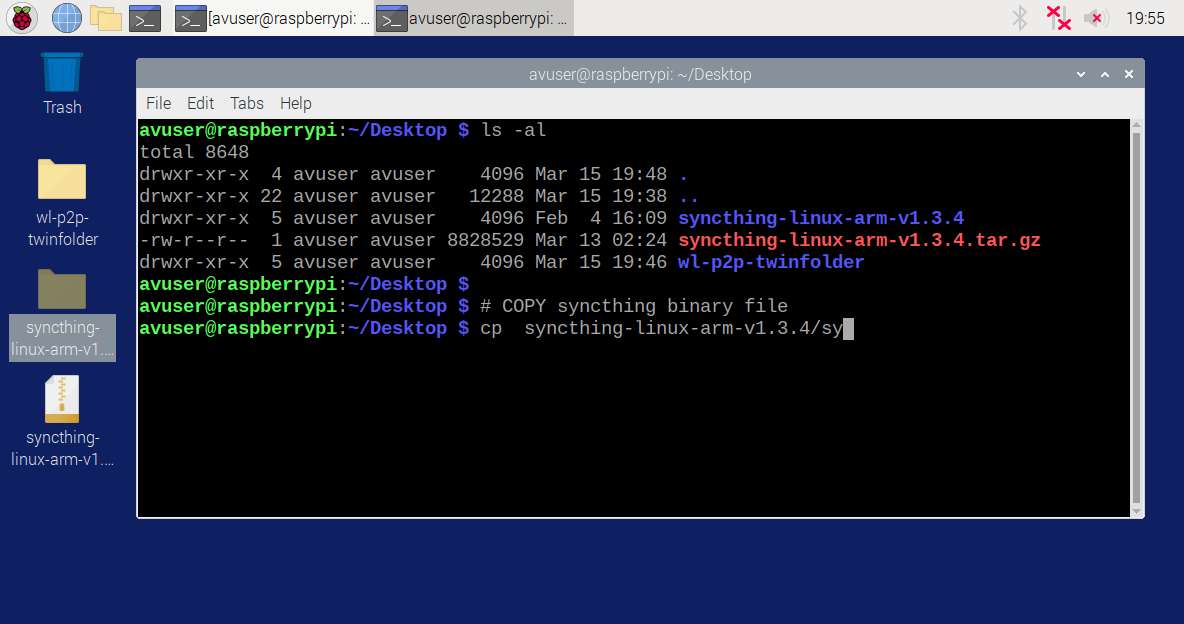 [avuser@raspberrypi: ...
avuser@raspberrypi: ...
19:55
Trash
wl-p2p-
twinfolder
syncthing-
linux-arm-v1....
syncthing-
linux-arm-v1....
avuser@raspberrypi: ~/Desktop
File Edit Tabs Help
avuser@raspberrypi:~/Desktop $ ls -al
total 8648
drwxr-xr-x  4 avuser avuser    4096 Mar 15 19:48 .
drwxr-xr-x 22 avuser avuser   12288 Mar 15 19:38 ..
drwxr-xr-x  5 avuser avuser    4096 Feb  4 16:09 syncthing-linux-arm-v1.3.4
-rw-r--r--  1 avuser avuser 8828529 Mar 13 02:24 syncthing-linux-arm-v1.3.4.tar.gz
drwxr-xr-x  5 avuser avuser    4096 Mar 15 19:46 wl-p2p-twinfolder
avuser@raspberrypi:~/Desktop $
avuser@raspberrypi:~/Desktop $ # COPY syncthing binary file
avuser@raspberrypi:~/Desktop $ cp  syncthing-linux-arm-v1.3.4/sy